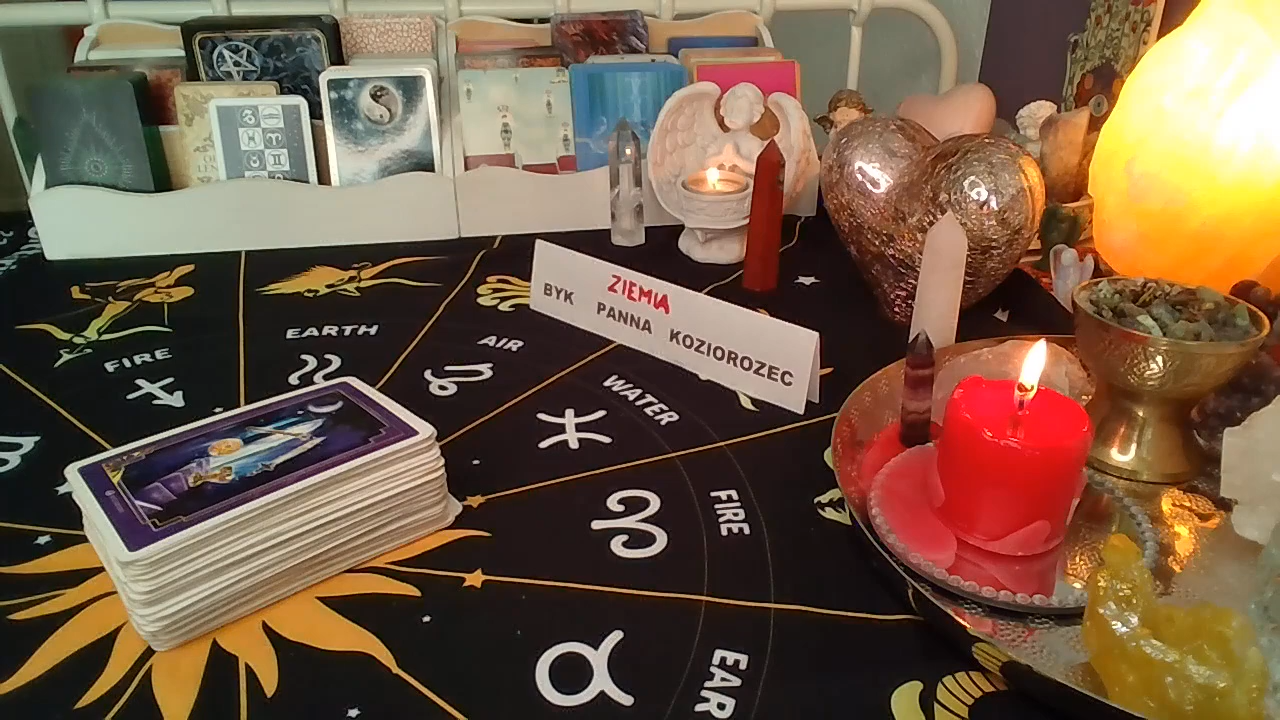 ZIEMIA
BYK PANNA KOZIOROZEC
FIRE
EARTH
AIR
WATER
FIRE
EAR